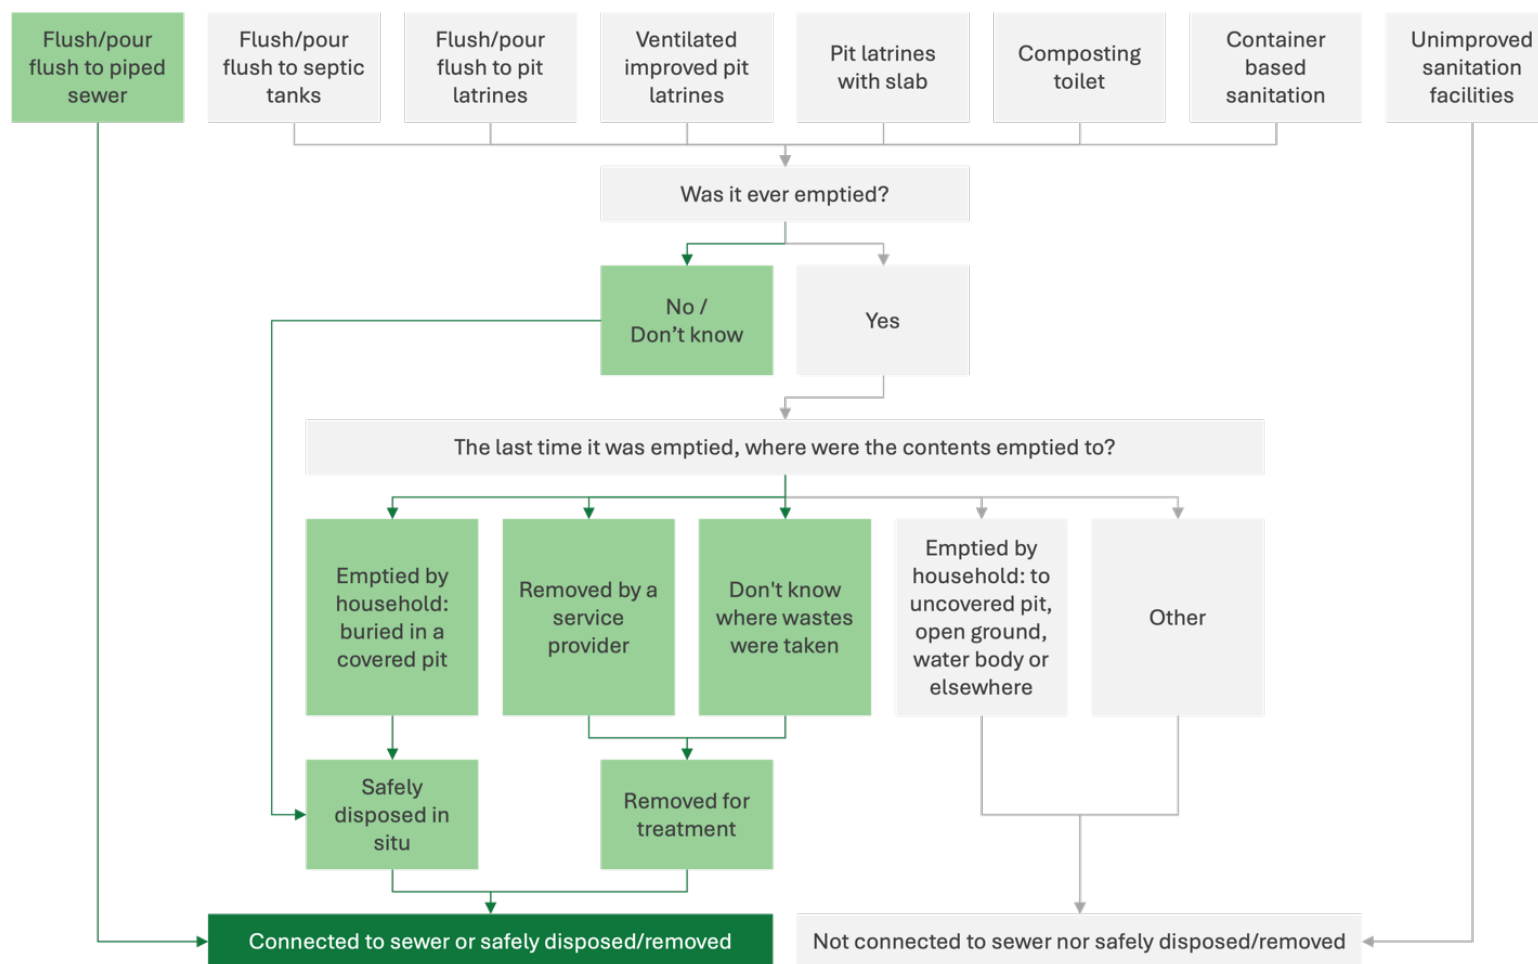 Flush/pour
flush to piped
sewer
Flush/pour
flush to septic
tanks
Flush/pour
flush to pit
latrines
Ventilated
improved pit
latrines
Pit latrines
with slab
Composting
toilet
Container
based
sanitation
Unimproved
sanitation
facilities
Was it ever emptied?
No /
Don’t know
Yes
The last time it was emptied, where were the contents emptied to?
Emptied by
household:
buried in a
covered pit
Removed by a
service
provider
Don't know
where wastes
were taken
Emptied by
household: to
uncovered pit,
open ground,
water body or
elsewhere
Other
Safely
disposed in
situ
Removed for
treatment
Connected to sewer or safely disposed/removed
Not connected to sewer nor safely disposed/removed